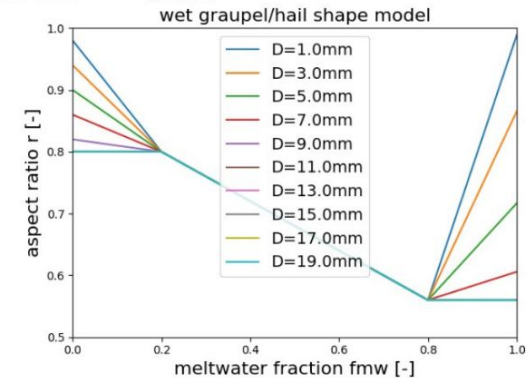 wet graupel/hail shape model
aspect ratio r [-]
1.0
0.9
0.8
0.7
0.6
0.5
D=1.0mm
D=3.0mm
D=5.0mm
D=7.0mm
D=9.0mm
D=11.0mm
D=13.0mm
D=15.0mm
D=17.0mm
D=19.0mm
0.0 0.2 0.4 0.6 0.8 1.0
meltwater fraction fmw [-]